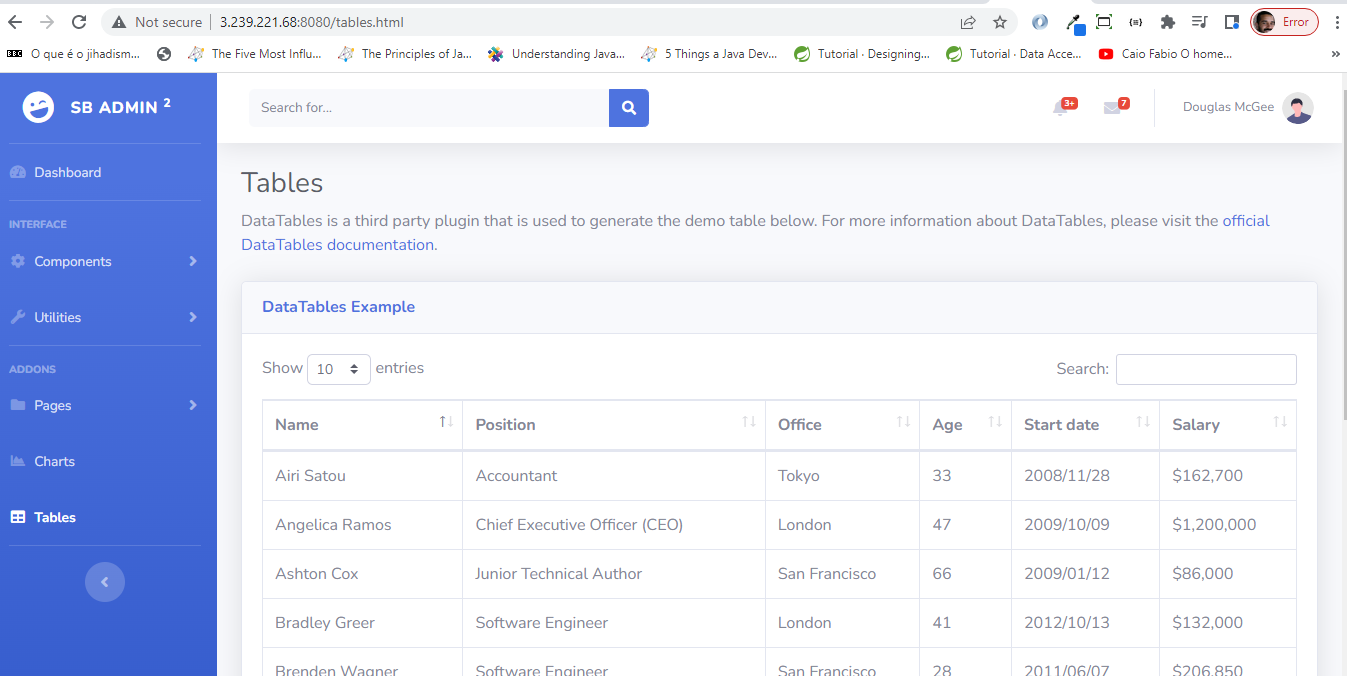 Not secure | 3.239.221.68:8080/tables.html Error
BBC O que é o jihadism... The Five Most Influ... The Principles of Ja... Understanding Java... 5 Things a Java Dev... Tutorial · Designing... Tutorial · Data Acce... Caio Fabio O home... »
SB ADMIN 2
Search for...
3+ 7 Douglas McGee
Dashboard
INTERFACE
Components
Utilities
ADDONS
Pages
Charts
Tables
Tables
DataTables is a third party plugin that is used to generate the demo table below. For more information about DataTables, please visit the official
DataTables documentation.
DataTables Example
Show 10 entries Search:
Name Position Office Age Start date Salary
Airi Satou Accountant Tokyo 33 2008/11/28 $162,700
Angelica Ramos Chief Executive Officer (CEO) London 47 2009/10/09 $1,200,000
Ashton Cox Junior Technical Author San Francisco 66 2009/01/12 $86,000
Bradley Greer Software Engineer London 41 2012/10/13 $132,000
Brenden Wagner Software Engineer San Francisco 28 2011/06/07 $206,850